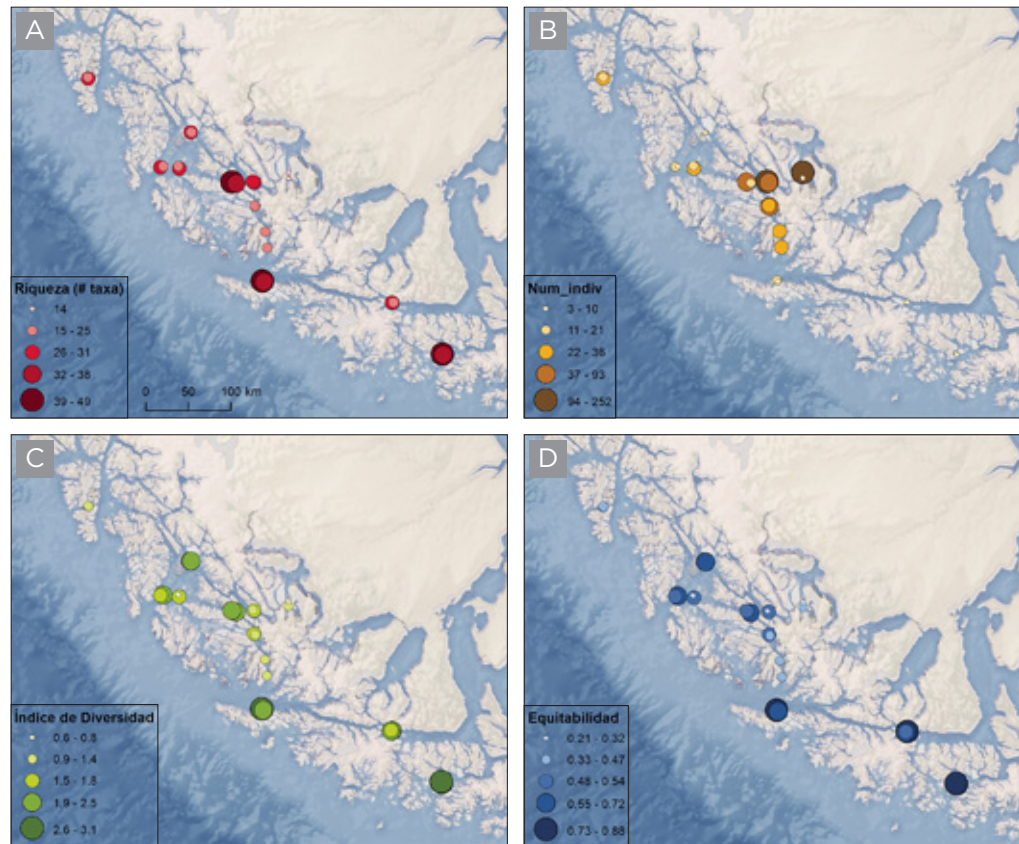 A
Riqueza (# taxa)
14
15 - 25
26 - 31
32 - 38
39 - 49
0 50 100 km
B
Num_indiv
3 - 10
11 - 21
22 - 36
37 - 93
94 - 252
C
Índice de Diversidad
0.6 - 0.8
0.9 - 1.4
1.5 - 1.8
1.9 - 2.5
2.6 - 3.1
D
Equitabilidad
0.21 - 0.32
0.33 - 0.47
0.48 - 0.54
0.55 - 0.72
0.73 - 0.88